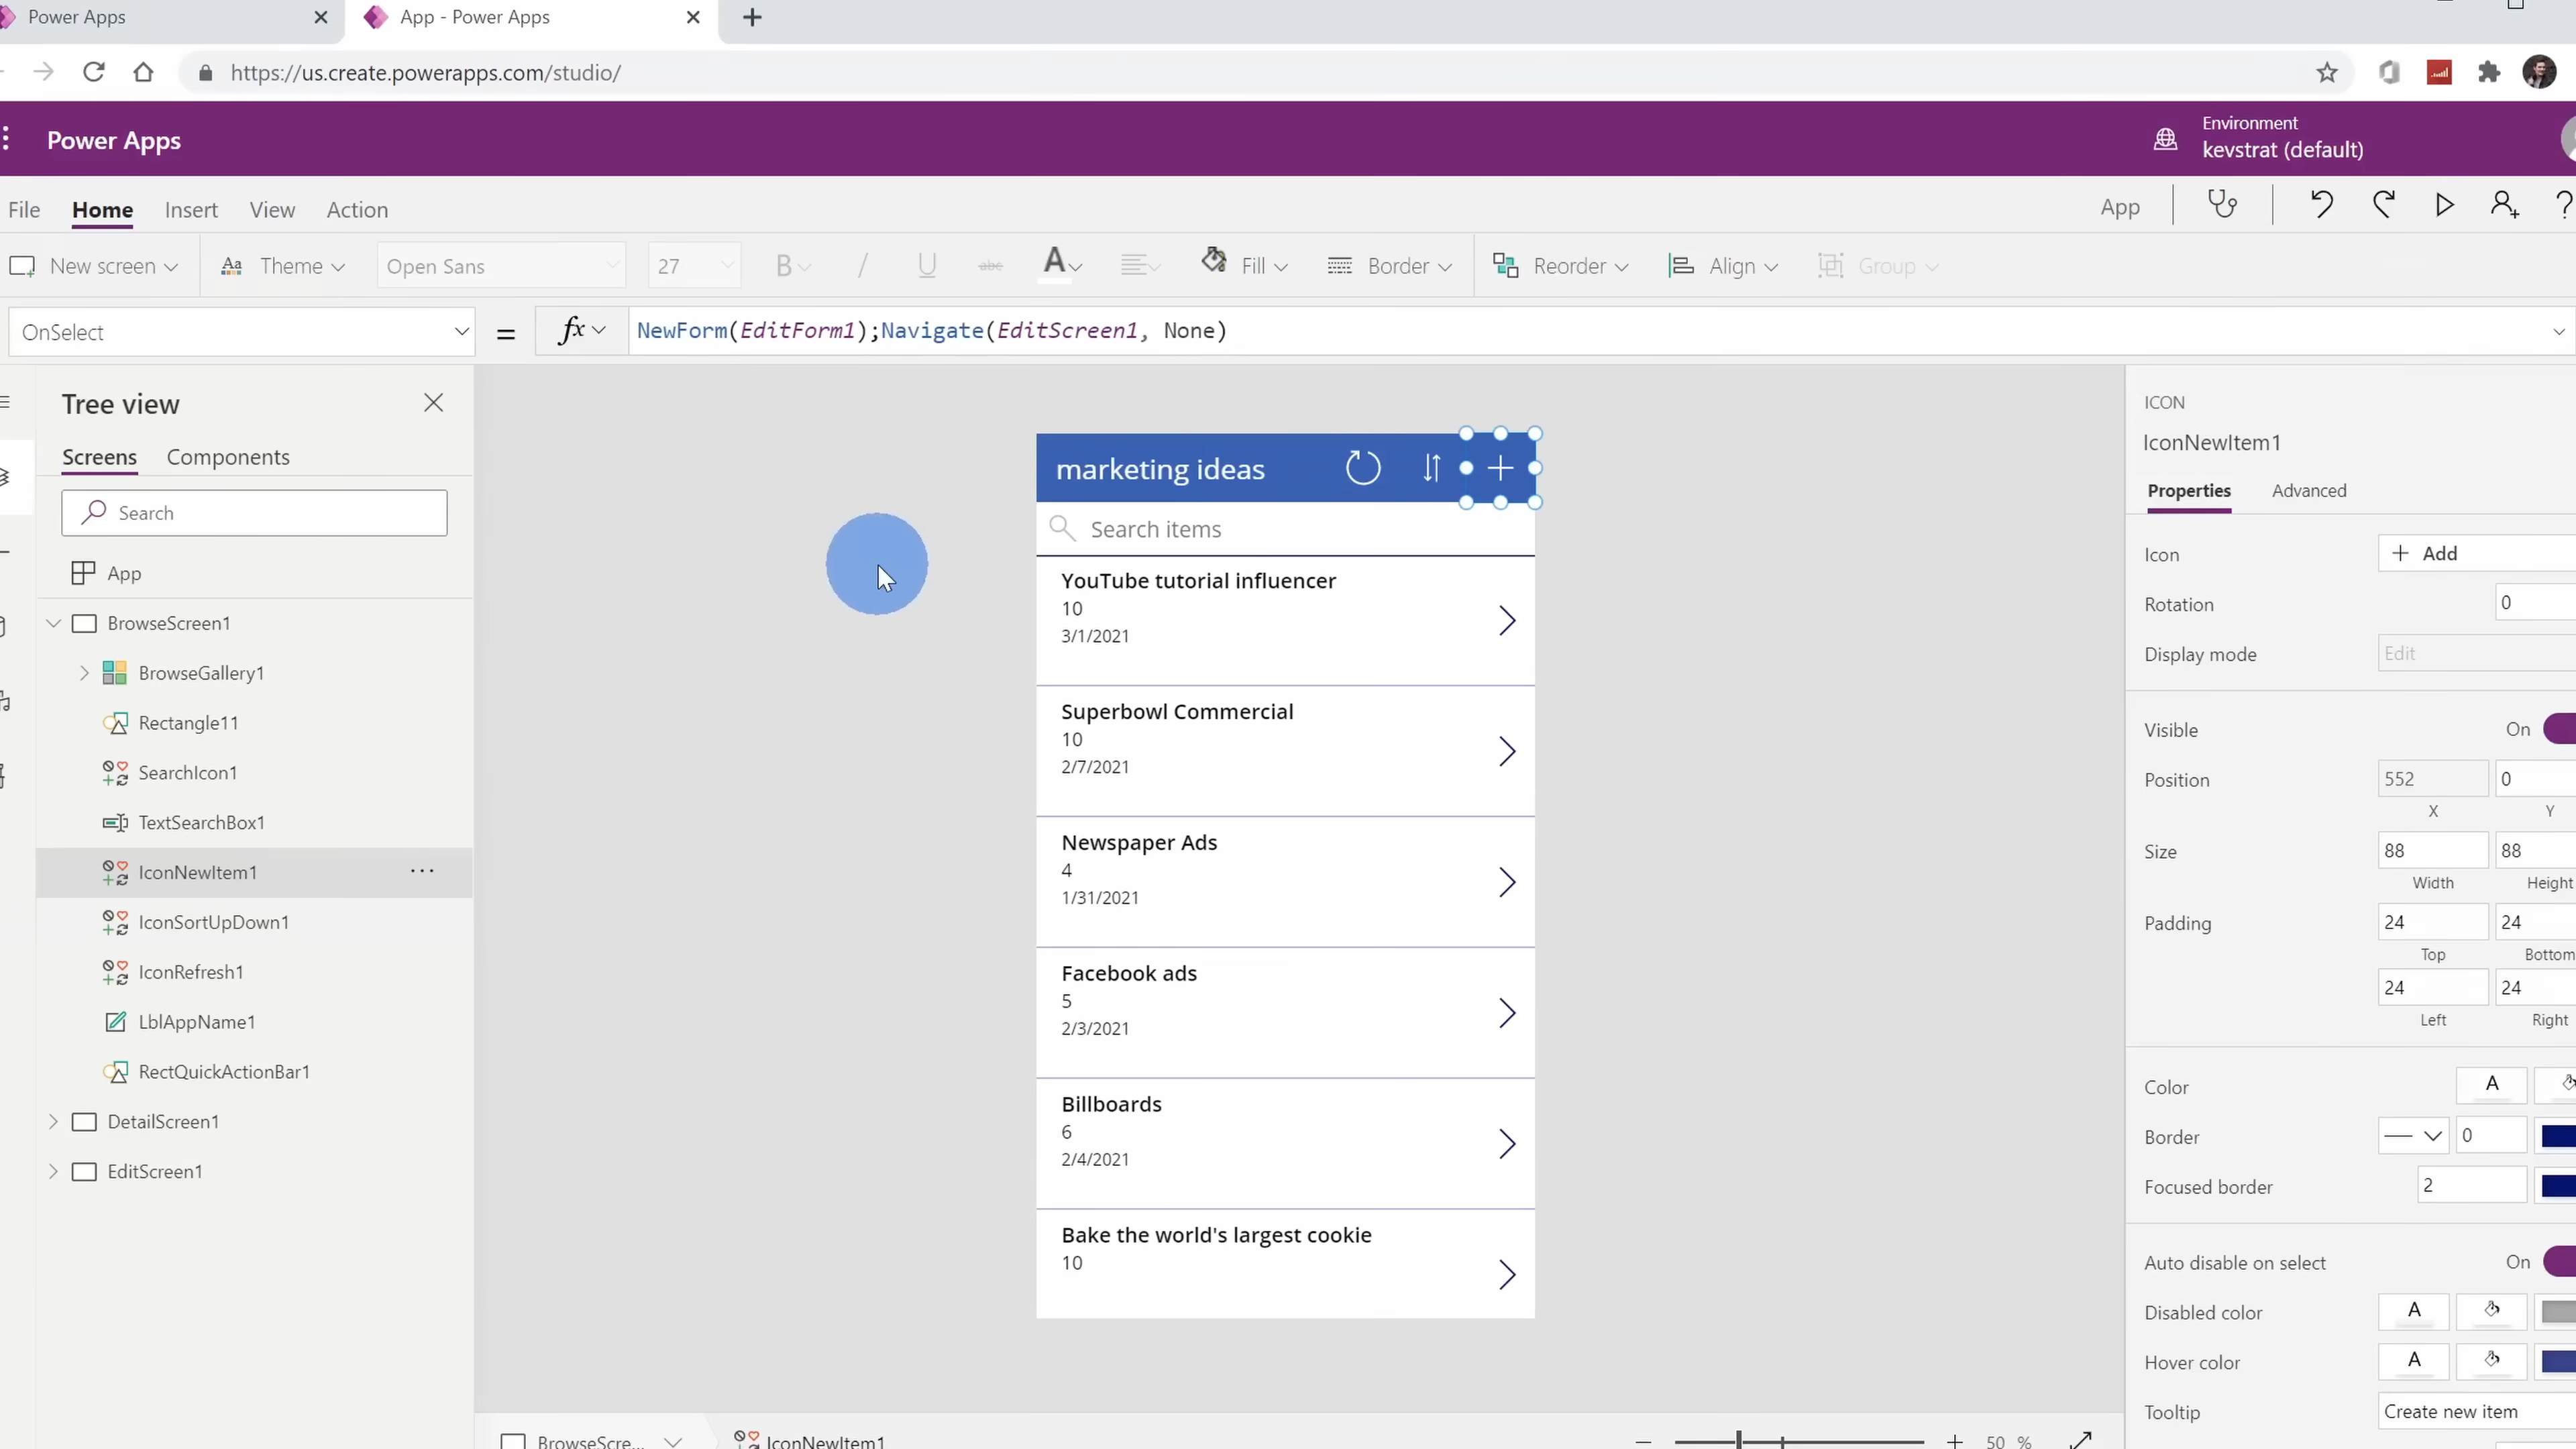 Power Apps
App - Power Apps
https://us.create.powerapps.com/studio/
Power Apps
Environment
kevstrat (default)
File Home Insert View Action
App
New screen
Theme
Open Sans
27
B / U abc A
Fill
Border
Reorder
Align
Group
OnSelect
=
fx
NewForm(EditForm1);Navigate(EditScreen1, None)
Tree view
Screens Components
Search
App
BrowseScreen1
BrowseGallery1
Rectangle11
SearchIcon1
TextSearchBox1
IconNewItem1
IconSortUpDown1
IconRefresh1
LblAppName1
RectQuickActionBar1
DetailScreen1
EditScreen1
marketing ideas
Search items
YouTube tutorial influencer
10
3/1/2021
Superbowl Commercial
10
2/7/2021
Newspaper Ads
4
1/31/2021
Facebook ads
5
2/3/2021
Billboards
6
2/4/2021
Bake the world's largest cookie
10
BrowseScre...
IconNewItem1
50 %
ICON
IconNewItem1
Properties Advanced
Icon
Add
Rotation
0
Display mode
Edit
Visible
On
Position
552 0
X Y
Size
88 88
Width Height
Padding
24 24
Top Bottom
24 24
Left Right
Color
A
Border
0
Focused border
2
Auto disable on select
On
Disabled color
A
Hover color
A
Tooltip
Create new item